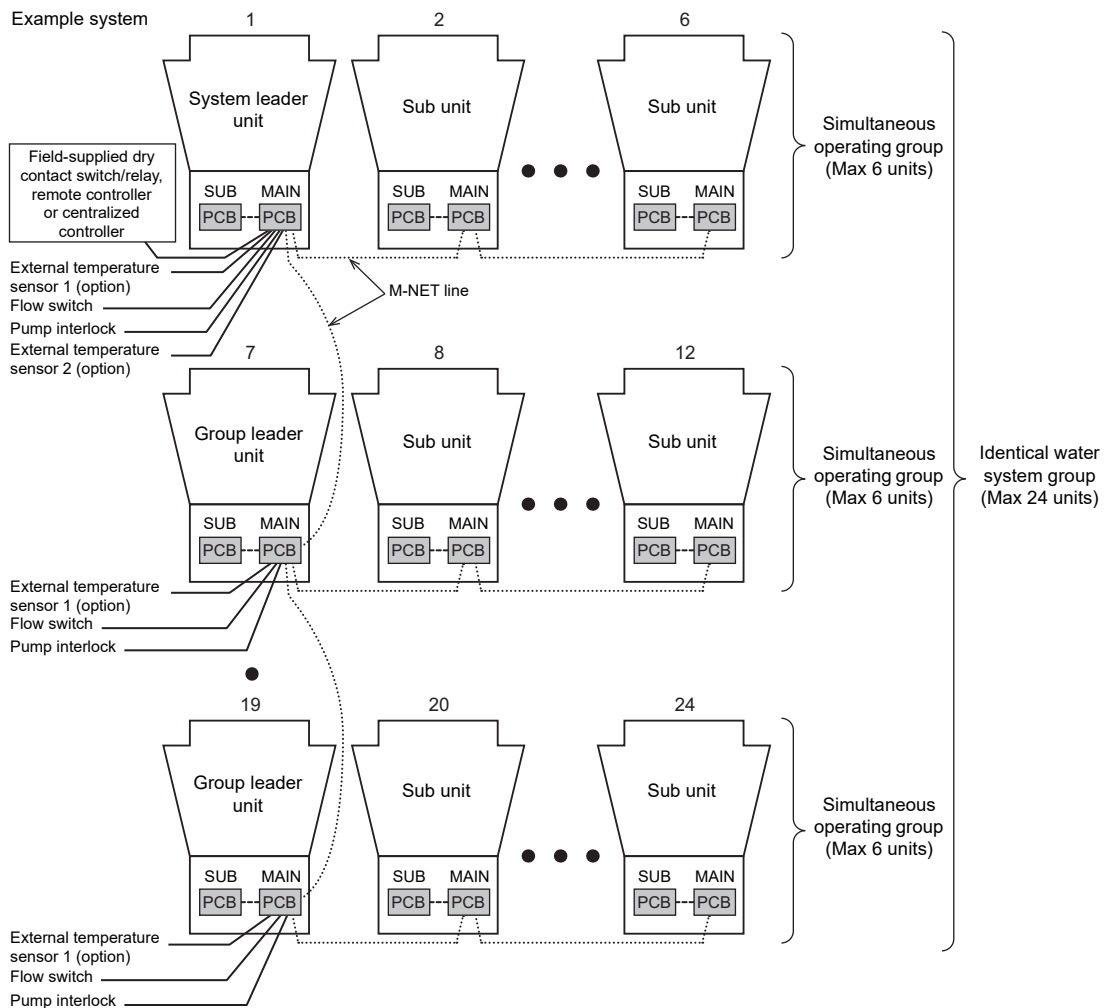 Example system
1
2
6
System leader
unit
Sub unit
Sub unit
Simultaneous
operating group
(Max 6 units)
Field-supplied dry
contact switch/relay,
remote controller
or centralized
controller
SUB
MAIN
PCB
PCB
SUB
MAIN
PCB
PCB
SUB
MAIN
PCB
PCB
External temperature
sensor 1 (option)
Flow switch
Pump interlock
External temperature
sensor 2 (option)
M-NET line
7
8
12
Group leader
unit
Sub unit
Sub unit
Simultaneous
operating group
(Max 6 units)
Identical water
system group
(Max 24 units)
SUB
MAIN
PCB
PCB
SUB
MAIN
PCB
PCB
SUB
MAIN
PCB
PCB
External temperature
sensor 1 (option)
Flow switch
Pump interlock
19
20
24
Group leader
unit
Sub unit
Sub unit
Simultaneous
operating group
(Max 6 units)
SUB
MAIN
PCB
PCB
SUB
MAIN
PCB
PCB
SUB
MAIN
PCB
PCB
External temperature
sensor 1 (option)
Flow switch
Pump interlock